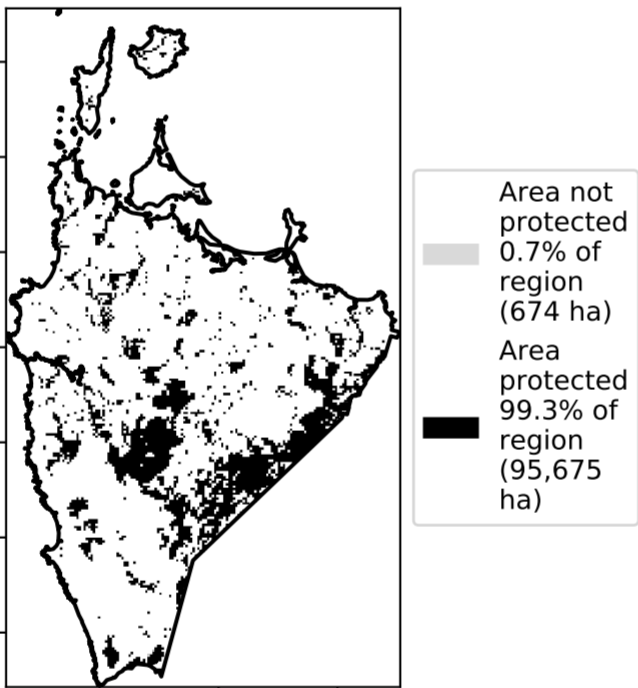 Area not
protected
0.7% of
region
(674 ha)
Area
protected
99.3% of
region
(95,675
ha)